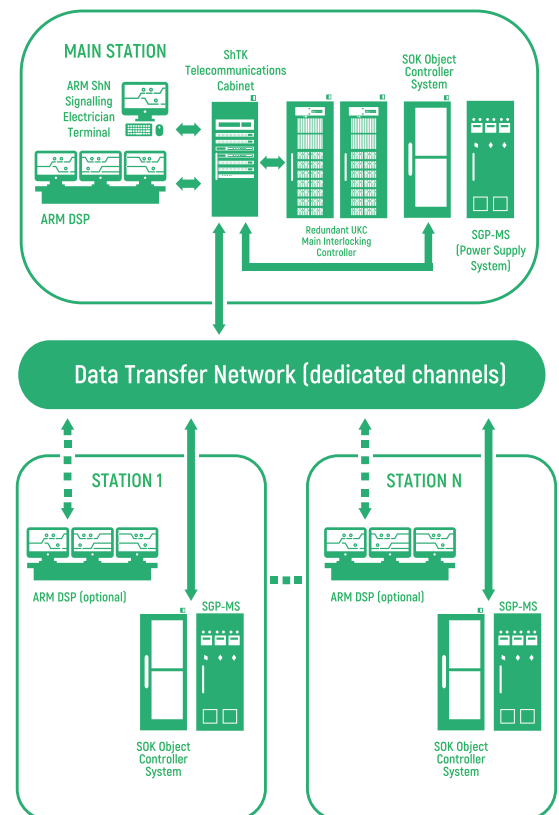 MAIN STATION
ARM ShN
Signalling
Electrician
Terminal
ARM DSP
ShTK
Telecommunications
Cabinet
Redundant UKC
Main Interlocking
Controller
SOK Object
Controller
System
SGP-MS
(Power Supply
System)
Data Transfer Network (dedicated channels)
STATION 1
ARM DSP (optional)
SGP-MS
SOK Object
Controller
System
STATION N
ARM DSP (optional)
SGP-MS
SOK Object
Controller
System